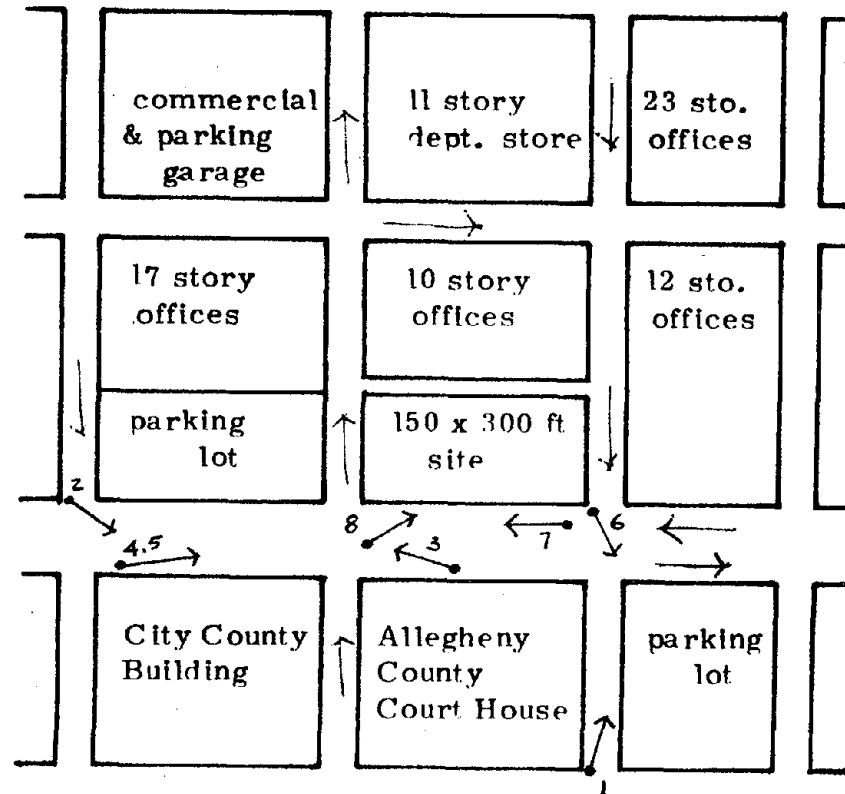 commercial
& parking
garage
11 story
dept. store
23 sto.
offices
17 story
offices
10 story
offices
12 sto.
offices
parking
lot
150 x 300 ft
site
2
4.5
8
3
7
6
City County
Building
Allegheny
County
Court House
parking
lot
1